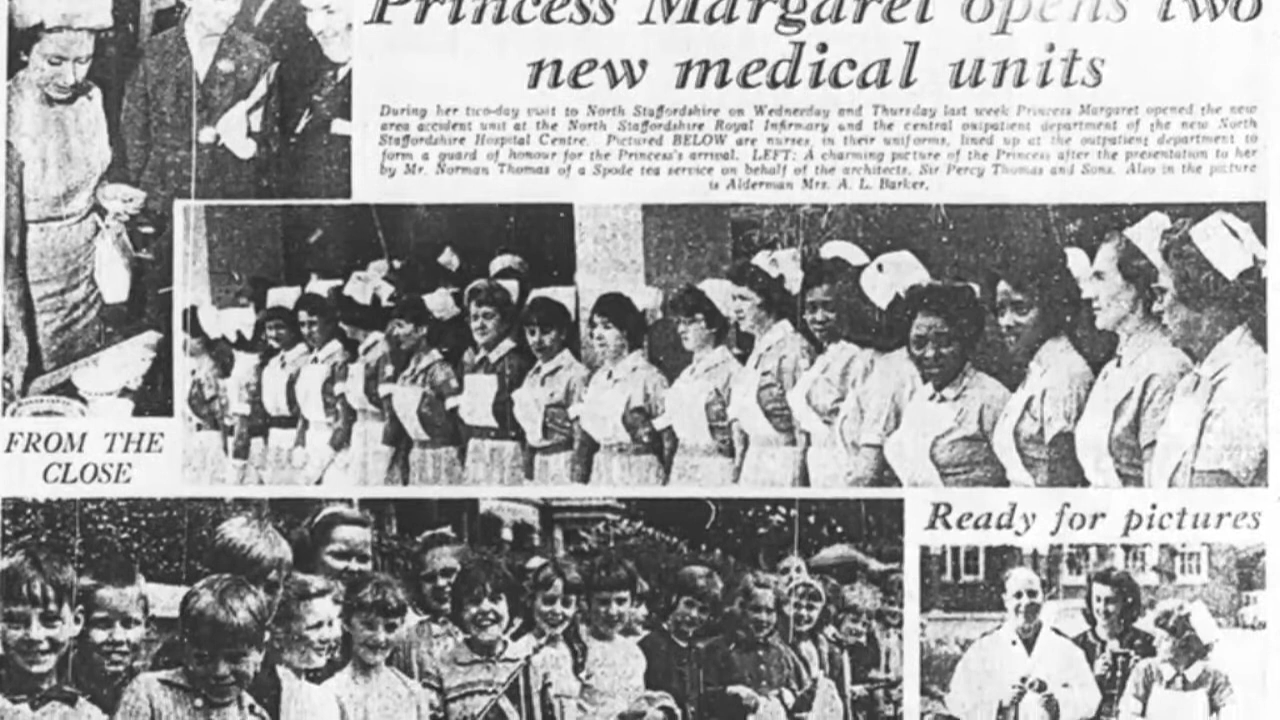 Princess Margaret opens two
new medical units
During her two-day visit to North Staffordshire on Wednesday and Thursday last week Princess Margaret opened the new
area accident unit at the North Staffordshire Royal Infirmary and the central outpatient department of the new North
Staffordshire Hospital Centre. Pictured BELOW are nurses, in their uniforms, lined up at the outpatient department to
form a guard of honour for the Princess's arrival. LEFT: A charming picture of the Princess after the presentation to her
by Mr. Norman Thomas of a Spode tea service on behalf of the architects, Sir Percy Thomas and Sons. Also in the picture
is Alderman Mrs. A. L. Barker.
FROM THE
CLOSE
Ready for pictures